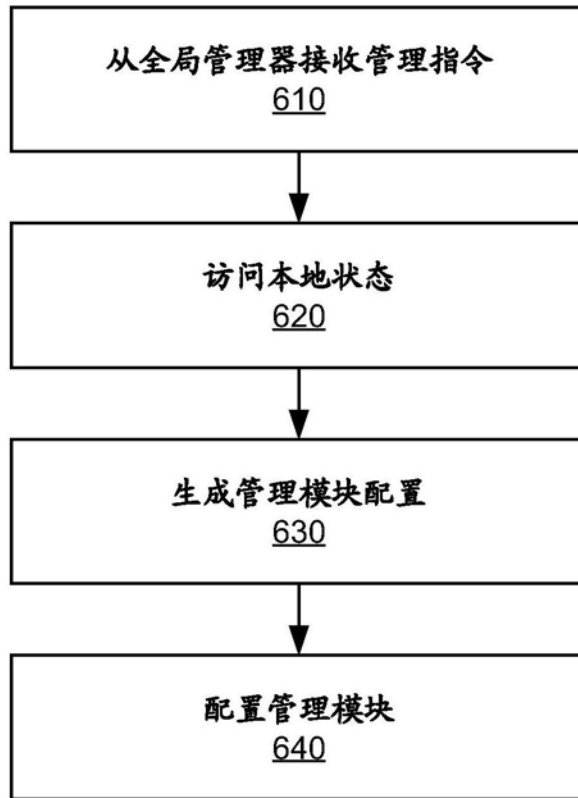 从全局管理器接收管理指令
610
访问本地状态
620
生成管理模块配置
630
配置管理模块
640